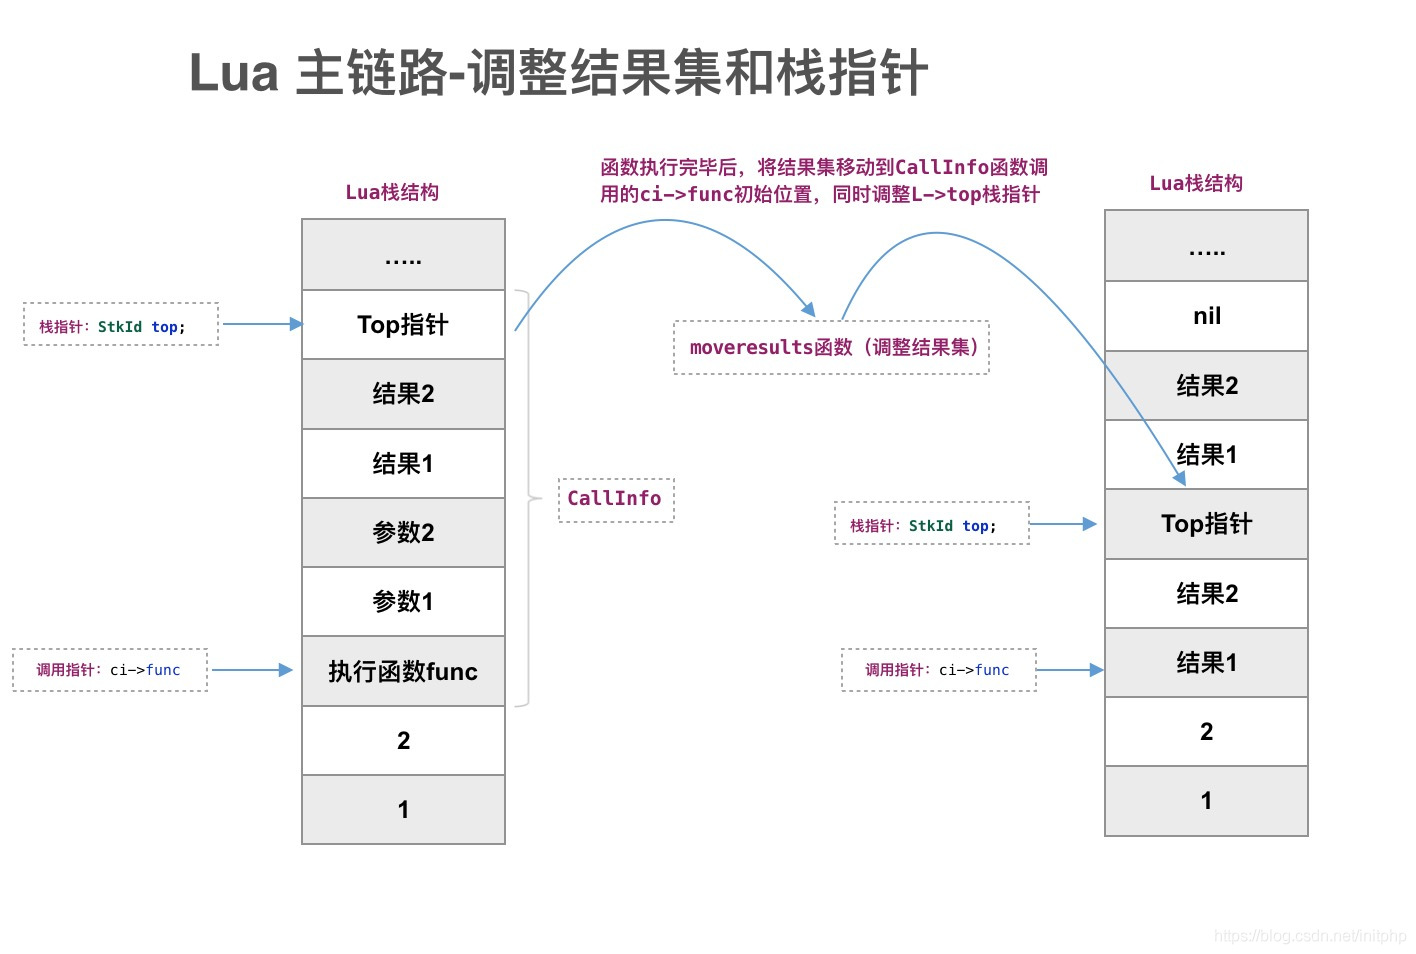 Lua 主链路-调整结果集和栈指针
函数执行完毕后，将结果集移动到CallInfo函数调
用的ci->func初始位置，同时调整L->top栈指针
Lua栈结构
.....
Top指针
结果2
结果1
参数2
参数1
执行函数func
2
1
栈指针：StkId top;
调用指针：ci->func
CallInfo
moveresults函数（调整结果集）
Lua栈结构
.....
nil
结果2
结果1
Top指针
结果2
结果1
2
1
栈指针：StkId top;
调用指针：ci->func
https://blog.csdn.net/initphp